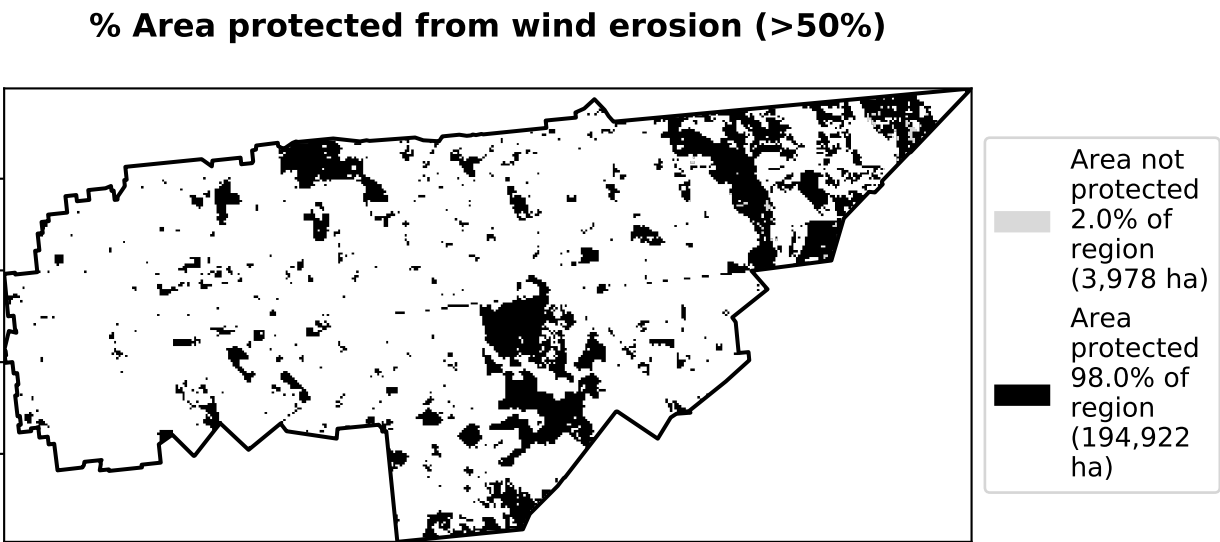 % Area protected from wind erosion (>50%)
Area not
protected
2.0% of
region
(3,978 ha)
Area
protected
98.0% of
region
(194,922
ha)